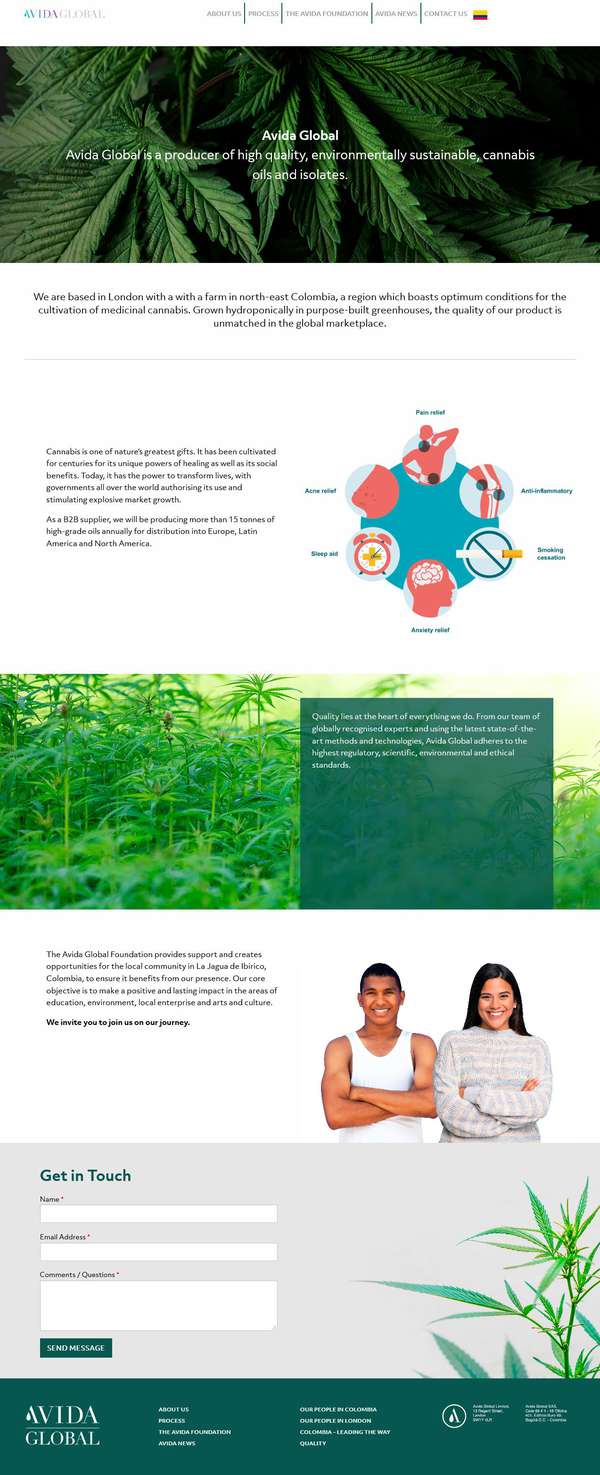 AVIDA GLOBAL
ABOUT US
PROCESS
THE AVIDA FOUNDATION
AVIDA NEWS
CONTACT US
Avida Global
Avida Global is a producer of high quality, environmentally sustainable, cannabis
oils and isolates.
We are based in London with a with a farm in north-east Colombia, a region which boasts optimum conditions for the
cultivation of medicinal cannabis. Grown hydroponically in purpose-built greenhouses, the quality of our product is
unmatched in the global marketplace.
Cannabis is one of nature's greatest gifts. It has been cultivated
for centuries for its unique powers of healing as well as its social
benefits. Today, it has the power to transform lives, with
governments all over the world authorising its use and
stimulating explosive market growth.
As a B2B supplier, we will be producing more than 15 tonnes of
high-grade oils annually for distribution into Europe, Latin
America and North America.
Pain relief
Acne relief
Anti-inflammatory
Sleep aid
Smoking
cessation
Anxiety relief
Quality lies at the heart of everything we do. From our team of
globally recognised experts and using the latest state-of-the-
art methods and technologies, Avida Global adheres to the
highest regulatory, scientific, environmental and ethical
standards.
The Avida Global Foundation provides support and creates
opportunities for the local community in La Jagua de Ibirico,
Colombia, to ensure it benefits from our presence. Our core
objective is to make a positive and lasting impact in the areas of
education, environment, local enterprise and arts and culture.
We invite you to join us on our journey.
Get in Touch
Name *
Email Address *
Comments / Questions *
SEND MESSAGE
AVIDA
GLOBAL
ABOUT US
PROCESS
THE AVIDA FOUNDATION
AVIDA NEWS
OUR PEOPLE IN COLOMBIA
OUR PEOPLE IN LONDON
COLOMBIA – LEADING THE WAY
QUALITY
Avida Global Limited,
13 Regent Street,
London
Avida Global SAS,
Bogotá D.C. - Colombia